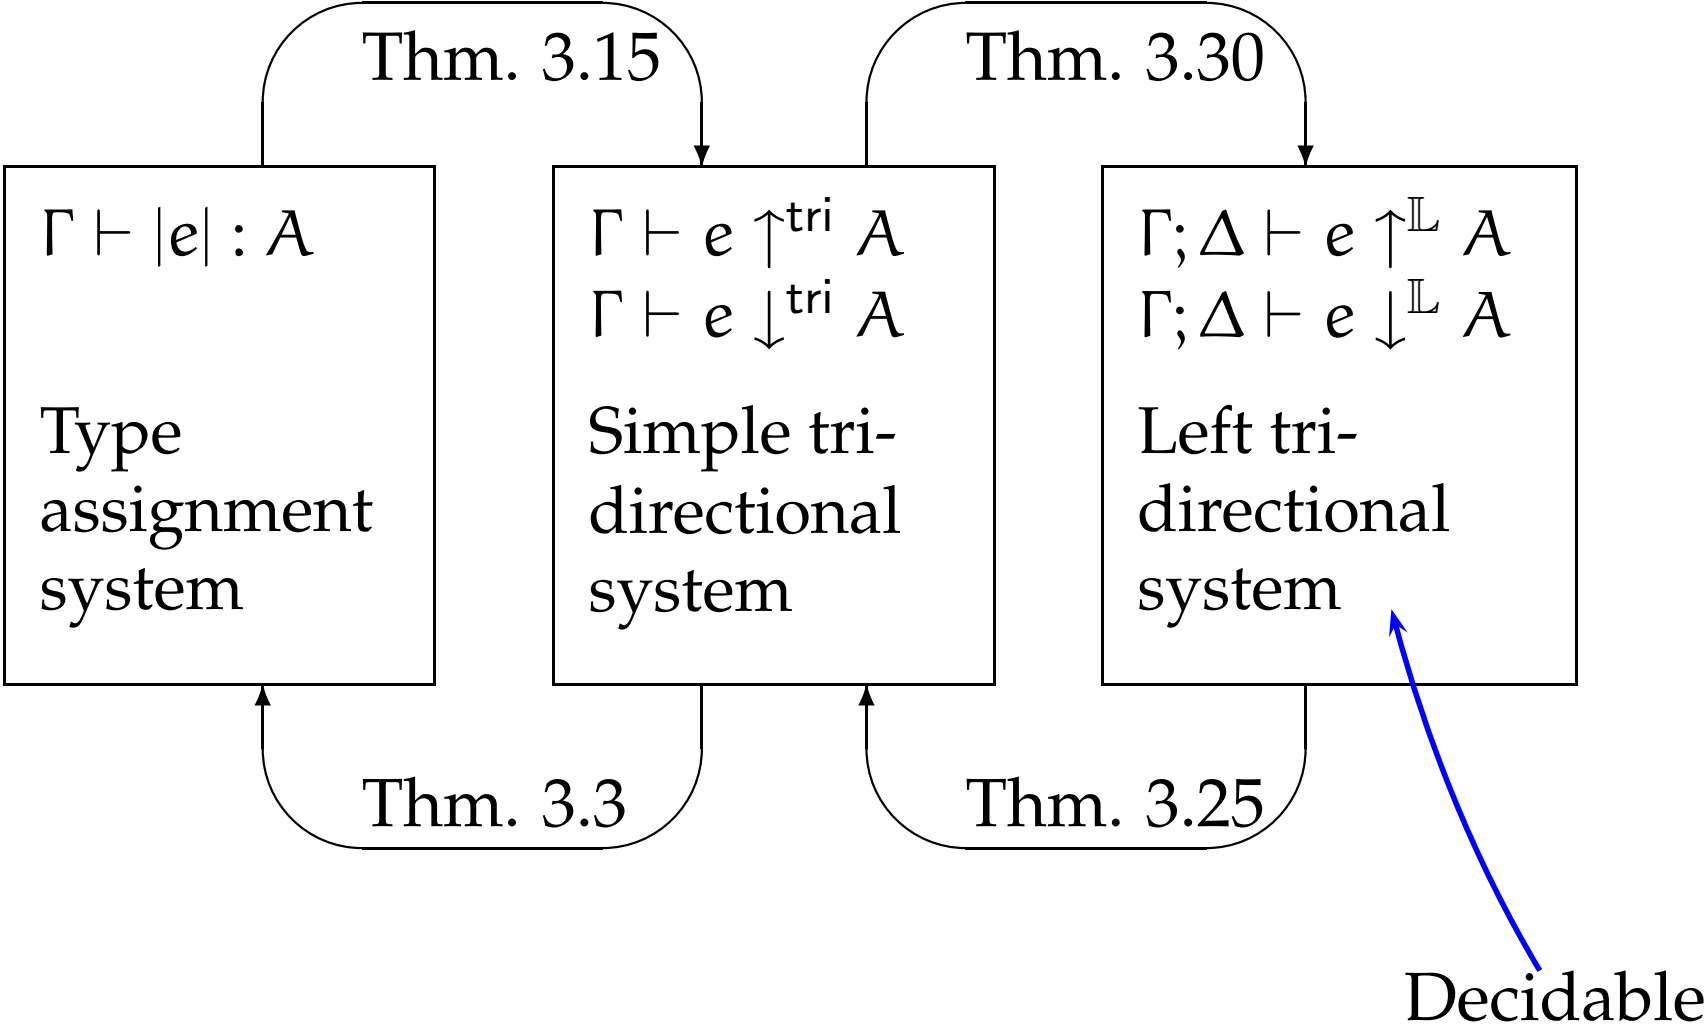 Thm. 3.15
Thm. 3.30
Γ ⊢ |e| : A
Γ ⊢ e ↑tri A
Γ ⊢ e ↓tri A
Γ; Δ ⊢ e ↑𝕃 A
Γ; Δ ⊢ e ↓𝕃 A
Type
assignment
system
Simple tri-
directional
system
Left tri-
directional
system
Thm. 3.3
Thm. 3.25
Decidable